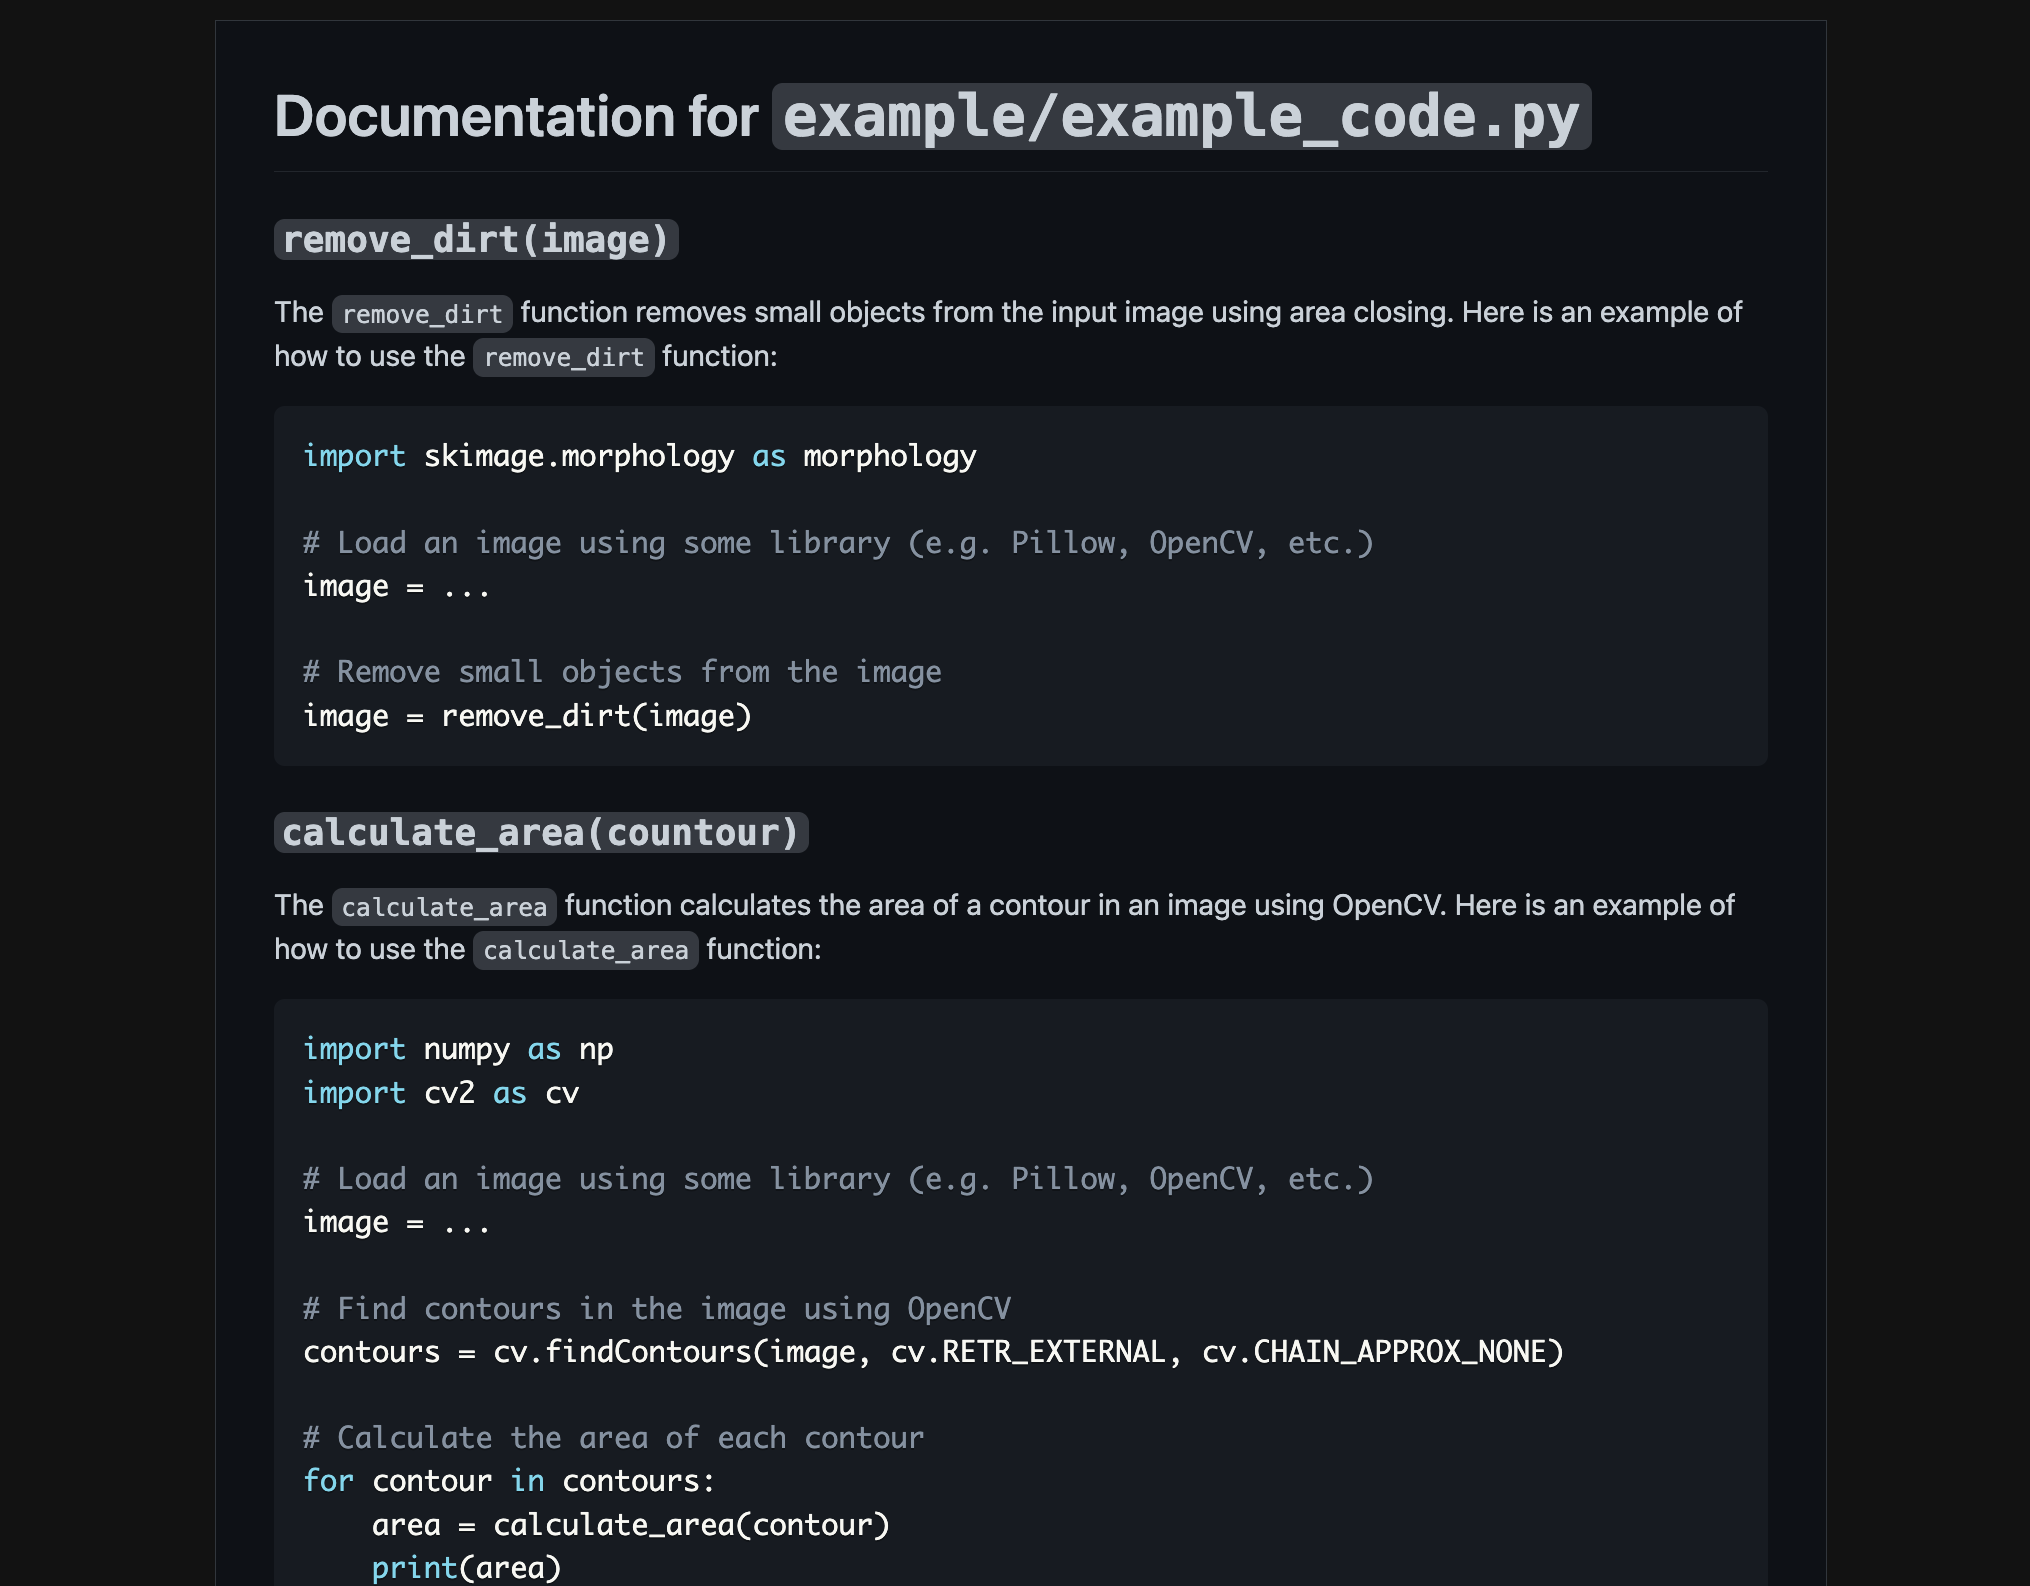 Documentation for example/example_code.py
remove_dirt(image)
The remove_dirt function removes small objects from the input image using area closing. Here is an example of
how to use the remove_dirt function:
import skimage.morphology as morphology
# Load an image using some library (e.g. Pillow, OpenCV, etc.)
image = ...
# Remove small objects from the image
image = remove_dirt(image)
calculate_area(countour)
The calculate_area function calculates the area of a contour in an image using OpenCV. Here is an example of
how to use the calculate_area function:
import numpy as np
import cv2 as cv
# Load an image using some library (e.g. Pillow, OpenCV, etc.)
image = ...
# Find contours in the image using OpenCV
contours = cv.findContours(image, cv.RETR_EXTERNAL, cv.CHAIN_APPROX_NONE)
# Calculate the area of each contour
for contour in contours:
    area = calculate_area(contour)
    print(area)